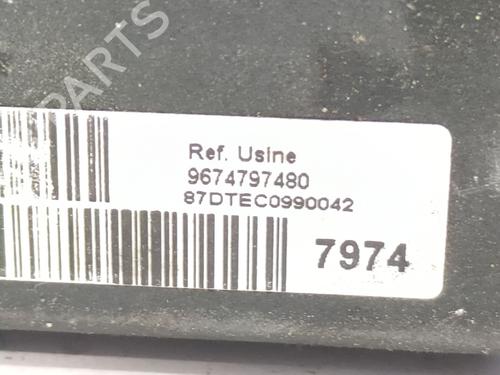 B-PARTS
Ref. Usine
9674797480
87DTEC0990042
7974